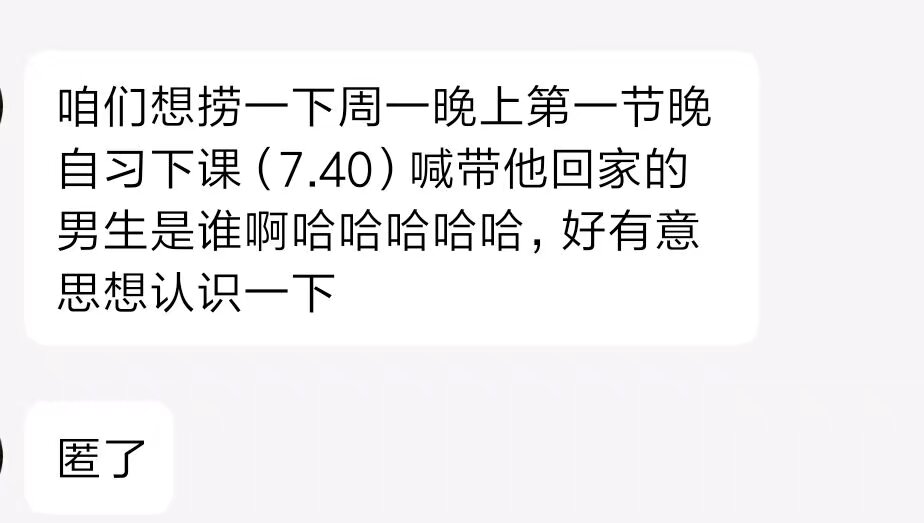 咱们想捞一下周一晚上第一节晚
自习下课(7.40)喊带他回家的
男生是谁啊哈哈哈哈哈,好有意
思想认识一下
匿了